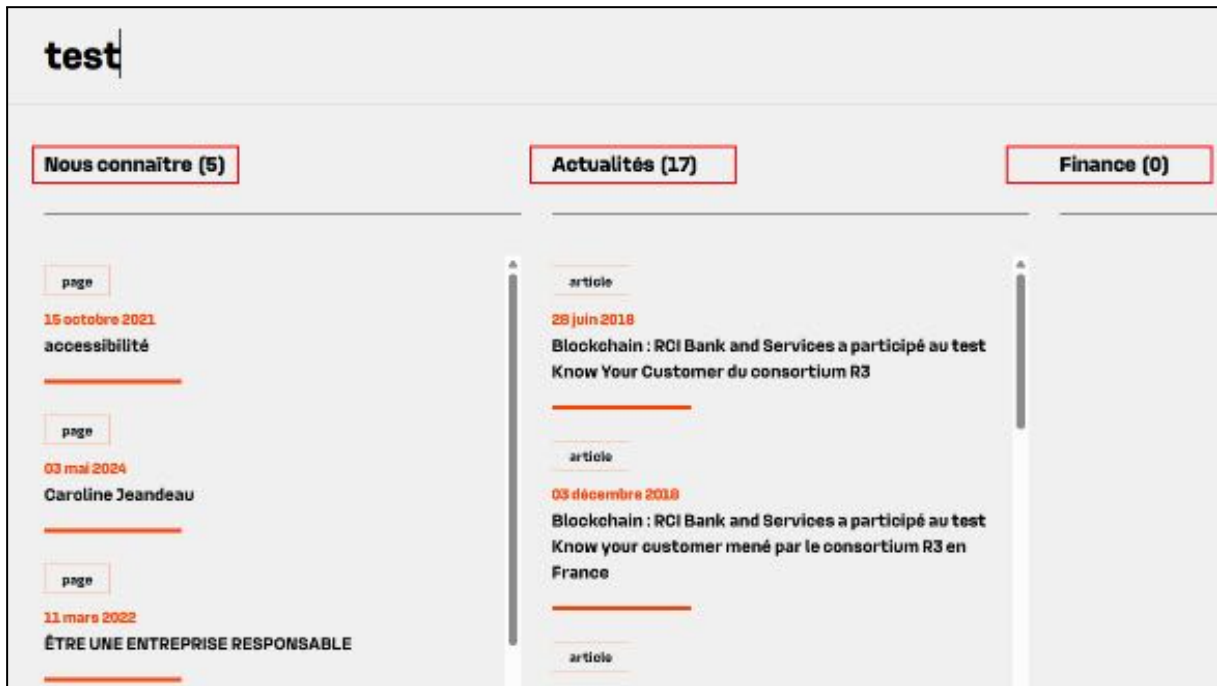 test
Nous connaître (5)
Actualités (17)
Finance (0)
page
15 octobre 2021
accessibilité
page
03 mai 2024
Caroline Jeandeau
page
11 mars 2022
ÊTRE UNE ENTREPRISE RESPONSABLE
article
28 juin 2018
Blockchain : RCI Bank and Services a participé au test
Know Your Customer du consortium R3
article
03 décembre 2018
Blockchain : RCI Bank and Services a participé au test
Know your customer mené par le consortium R3 en
France
article